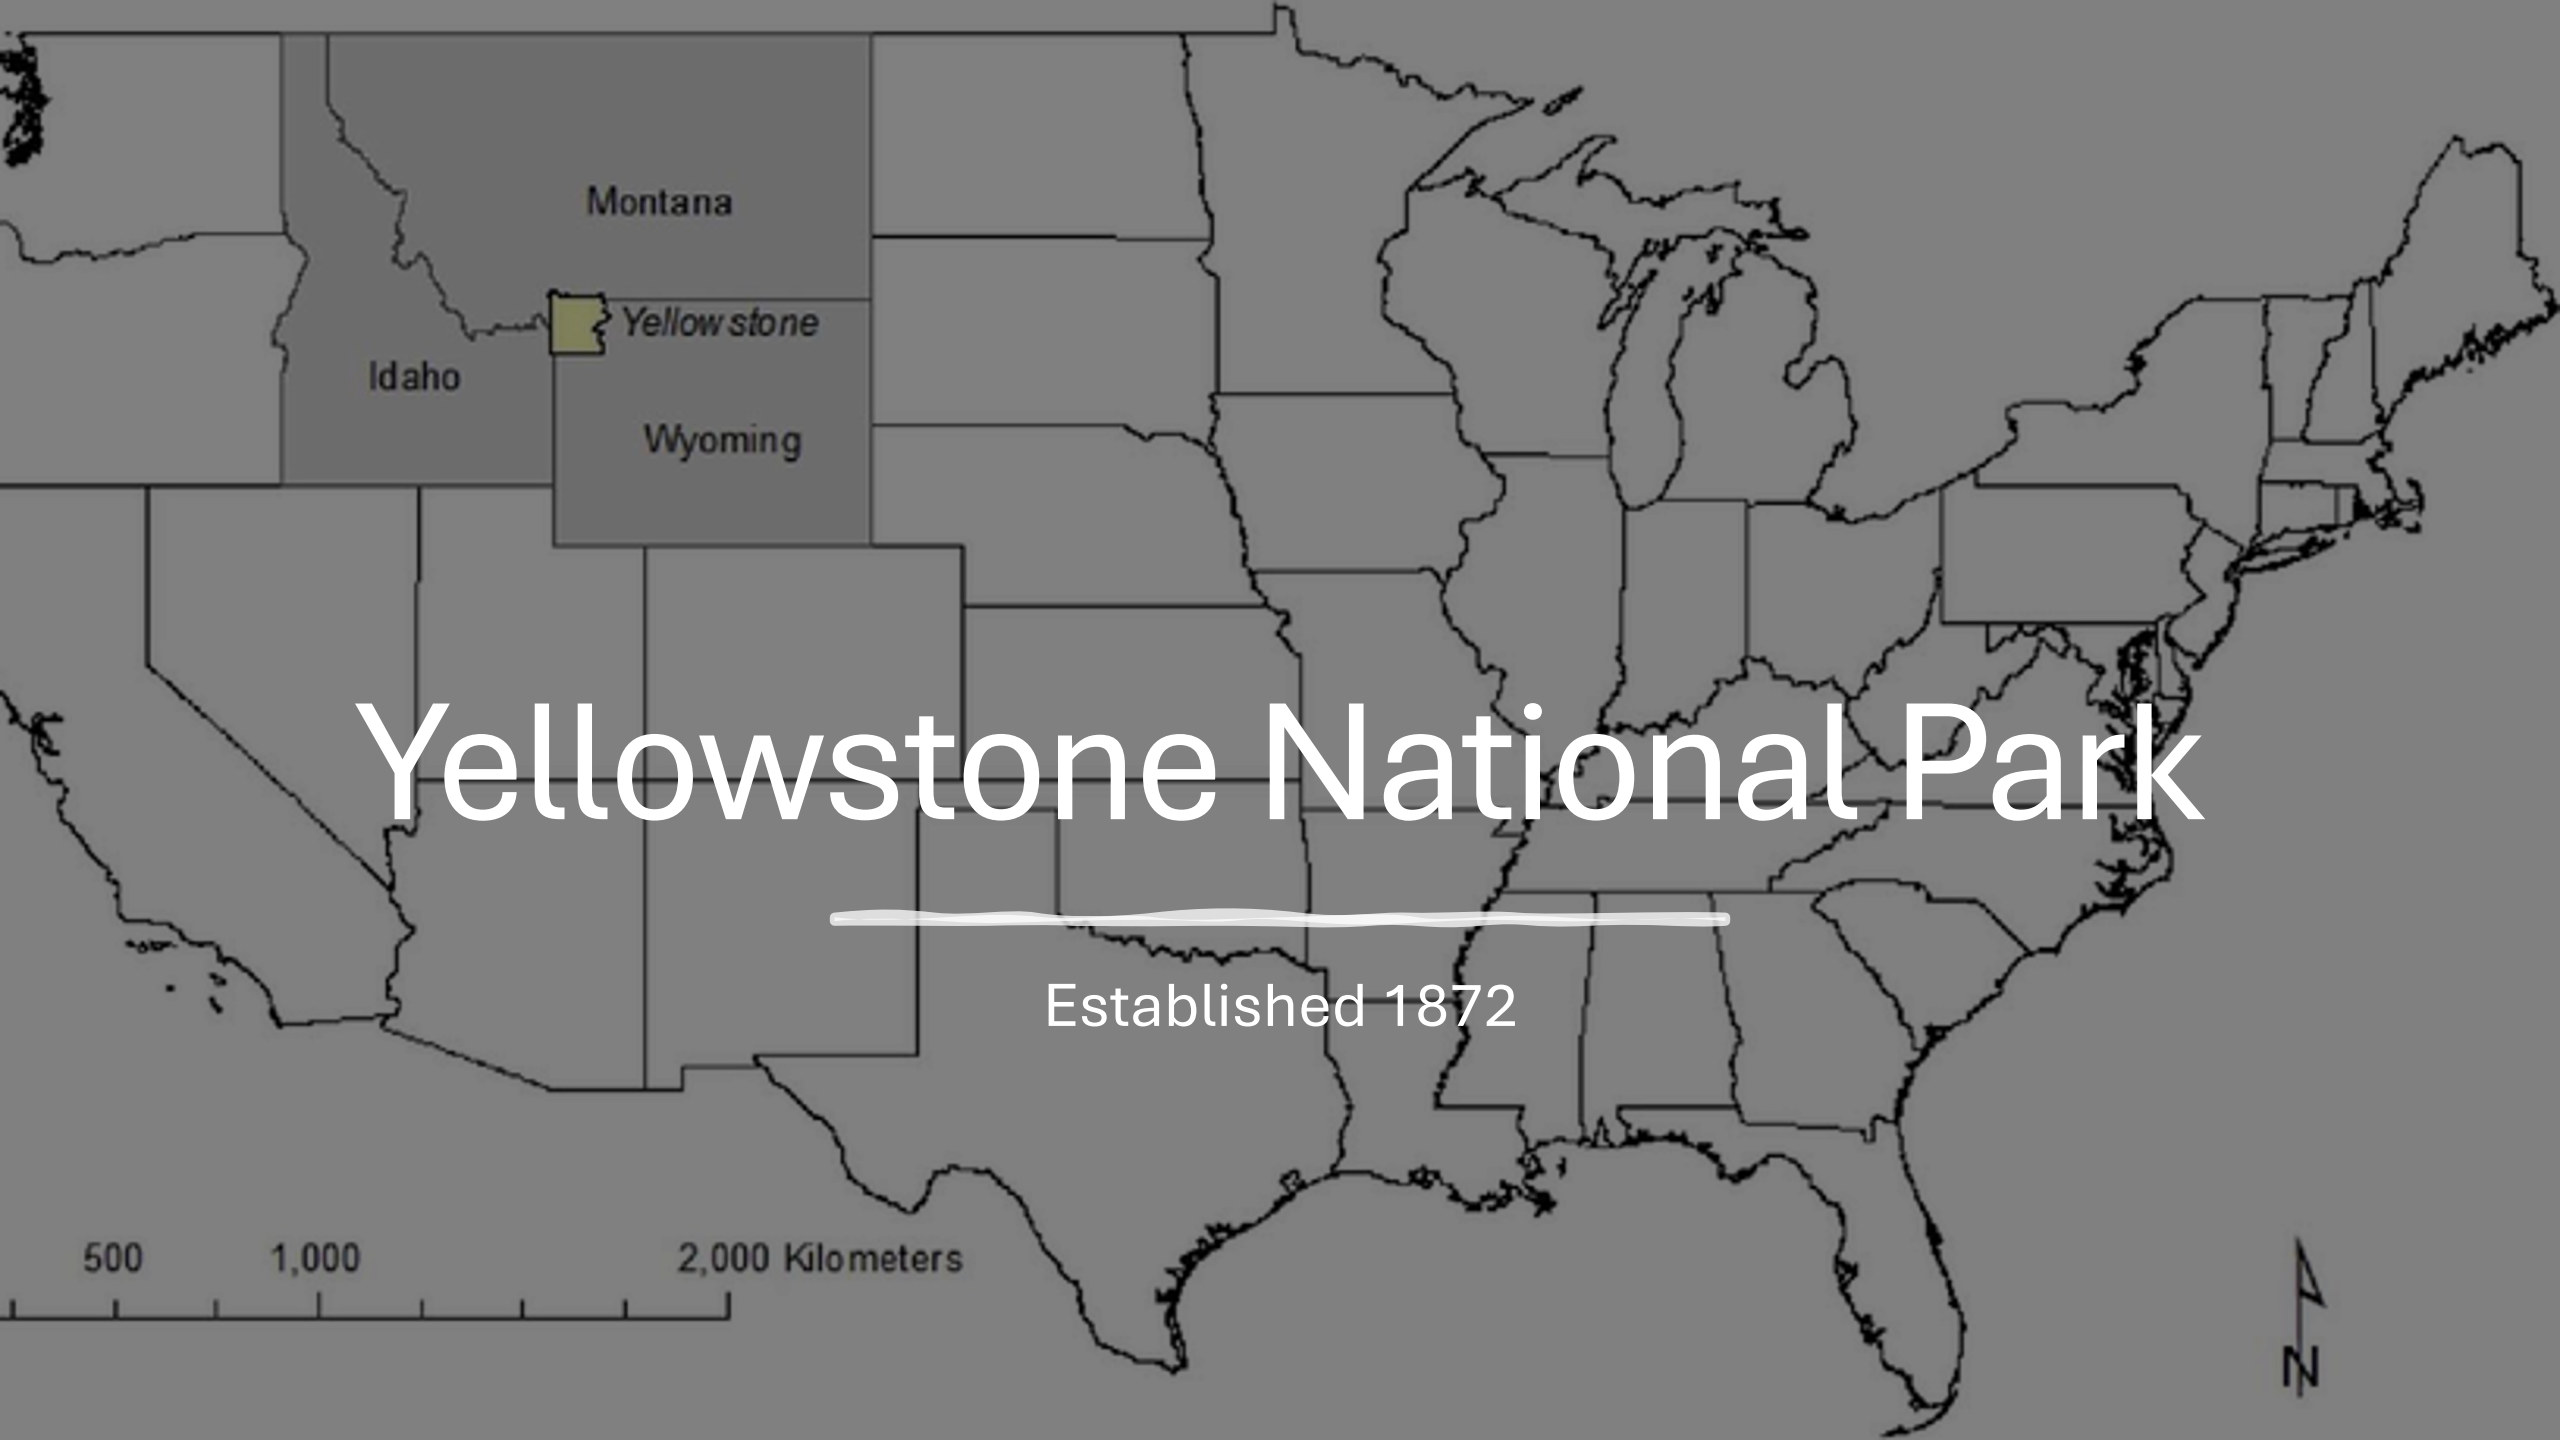 Montana
Yellowstone
Idaho
Wyoming
Yellowstone National Park
Established 1872
500 1,000 2,000 Kilometers
N